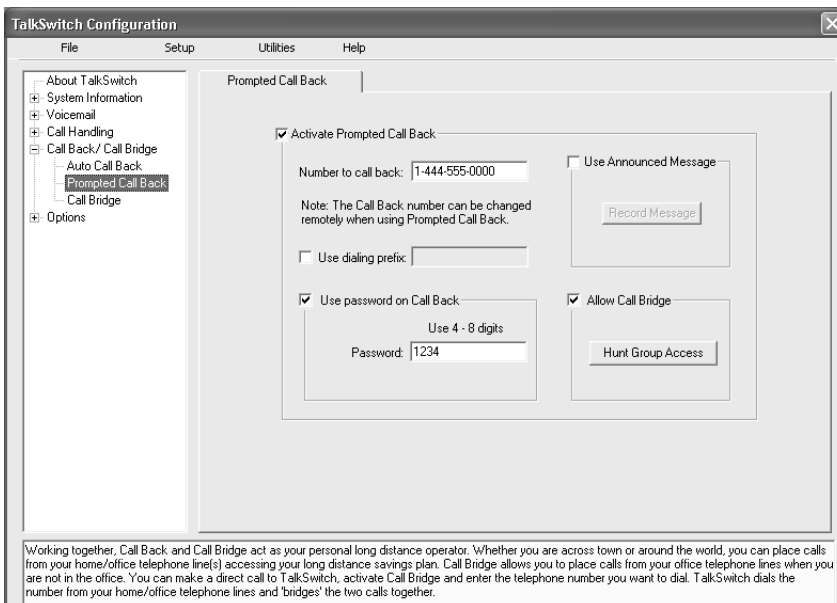 TalkSwitch Configuration
File Setup Utilities Help
About TalkSwitch
System Information
Voicemail
Call Handling
Call Back/ Call Bridge
Auto Call Back
Prompted Call Back
Call Bridge
Options
Prompted Call Back
Activate Prompted Call Back
Number to call back: 1-444-555-0000
Note: The Call Back number can be changed
remotely when using Prompted Call Back.
Use dialing prefix:
Use Announced Message
Record Message
Use password on Call Back
Use 4 - 8 digits
Password: 1234
Allow Call Bridge
Hunt Group Access
Working together, Call Back and Call Bridge act as your personal long distance operator. Whether you are across town or around the world, you can place calls
from your home/office telephone line(s) accessing your long distance savings plan. Call Bridge allows you to place calls from your office telephone lines when you
are not in the office. You can make a direct call to TalkSwitch, activate Call Bridge and enter the telephone number you want to dial. TalkSwitch dials the
number from your home/office telephone lines and 'bridges' the two calls together.